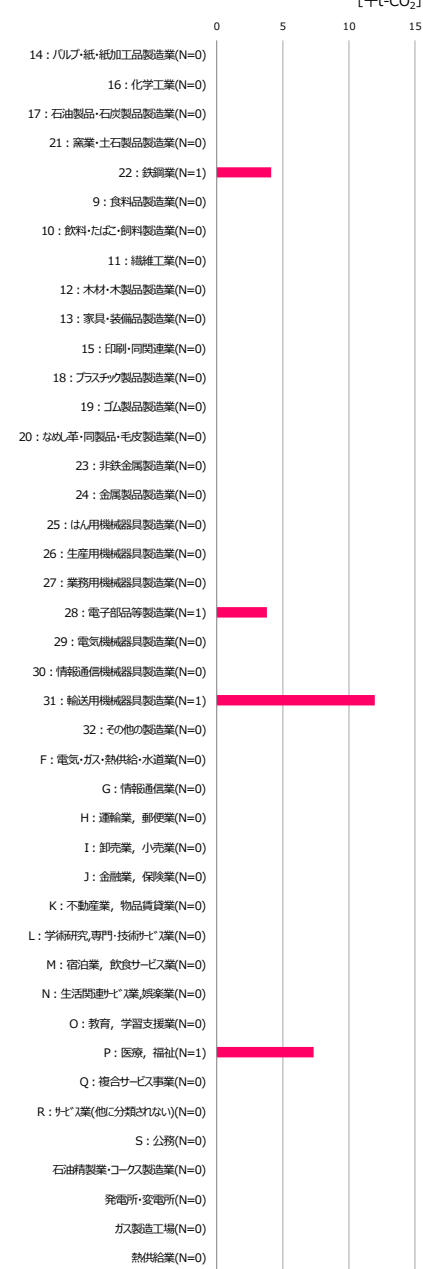 [千t-CO2]
0 5 10 15
14：パルプ・紙・紙加工品製造業(N=0)
16：化学工業(N=0)
17：石油製品・石炭製品製造業(N=0)
21：窯業・土石製品製造業(N=0)
22：鉄鋼業(N=1)
9：食料品製造業(N=0)
10：飲料・たばこ・飼料製造業(N=0)
11：繊維工業(N=0)
12：木材・木製品製造業(N=0)
13：家具・装備品製造業(N=0)
15：印刷・同関連業(N=0)
18：プラスチック製品製造業(N=0)
19：ゴム製品製造業(N=0)
20：なめし革・同製品・毛皮製造業(N=0)
23：非鉄金属製造業(N=0)
24：金属製品製造業(N=0)
25：はん用機械器具製造業(N=0)
26：生産用機械器具製造業(N=0)
27：業務用機械器具製造業(N=0)
28：電子部品等製造業(N=1)
29：電気機械器具製造業(N=0)
30：情報通信機械器具製造業(N=0)
31：輸送用機械器具製造業(N=1)
32：その他の製造業(N=0)
F：電気・ガス・熱供給・水道業(N=0)
G：情報通信業(N=0)
H：運輸業，郵便業(N=0)
I：卸売業，小売業(N=0)
J：金融業，保険業(N=0)
K：不動産業，物品賃貸業(N=0)
L：学術研究,専門・技術ｻｰﾋﾞｽ業(N=0)
M：宿泊業，飲食サービス業(N=0)
N：生活関連ｻｰﾋﾞｽ業,娯楽業(N=0)
O：教育，学習支援業(N=0)
P：医療，福祉(N=1)
Q：複合サービス事業(N=0)
R：ｻｰﾋﾞｽ業(他に分類されない)(N=0)
S：公務(N=0)
石油精製業・コークス製造業(N=0)
発電所・変電所(N=0)
ガス製造工場(N=0)
熱供給業(N=0)